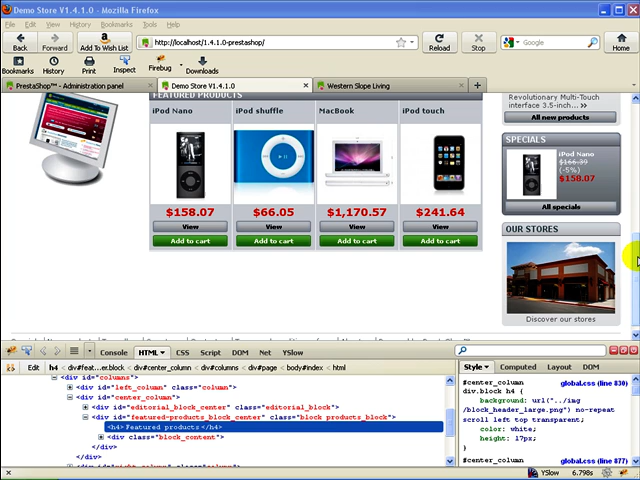 Demo Store V1.4.1.0 - Mozilla Firefox
File Edit View History Bookmarks Tools Help
Back Forward Add To Wish List http://localhost/1.4.1.0-prestashop/ Reload Stop Google Home
Bookmarks History Print Inspect Firebug Downloads
PrestaShop™ - Administration panel Demo Store V1.4.1.0 Western Slope Living
FEATURED PRODUCTS
iPod Nano iPod shuffle MacBook iPod touch
$158.07 $66.05 $1,170.57 $241.64
View View View View
Add to cart Add to cart Add to cart Add to cart
Revolutionary Multi-Touch
interface 3.5-inch...
All new products
SPECIALS
iPod Nano
$166.39
(-5%)
$158.07
All specials
OUR STORES
Discover our stores
Console HTML CSS Script DOM Net YSlow
Edit h4 < div#feat...er.block < div#center_column < div#columns < div#page < body#index < html
<div id="columns">
<div id="left_column" class="column">
<div id="center_column">
<div id="editorial_block_center" class="editorial_block">
<div id="featured-products_block_center" class="block products_block">
<h4>Featured products</h4>
<div class="block_content">
</div>
</div>
Style Computed Layout DOM
#center_column global.css (line 830)
div.block h4 {
background: url("../img
/block_header_large.png") no-repeat
scroll left top transparent;
color: white;
height: 17px;
#center_column global.css (line 877)
YSlow 6.798s